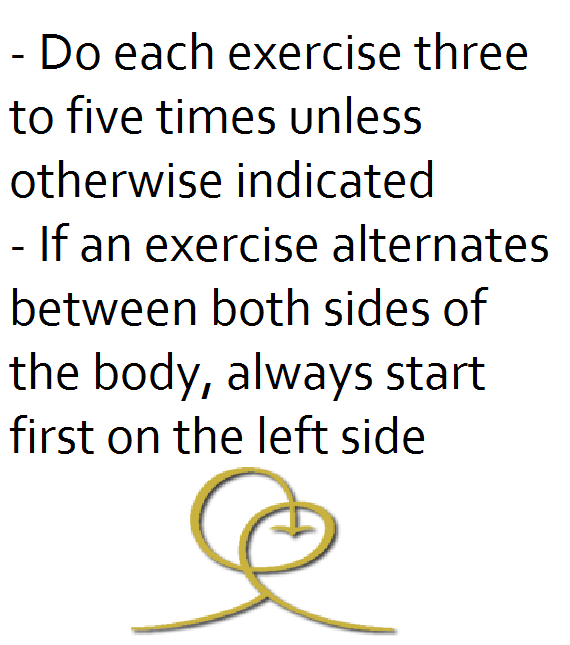 - Do each exercise three
to five times unless
otherwise indicated
- If an exercise alternates
between both sides of
the body, always start
first on the left side